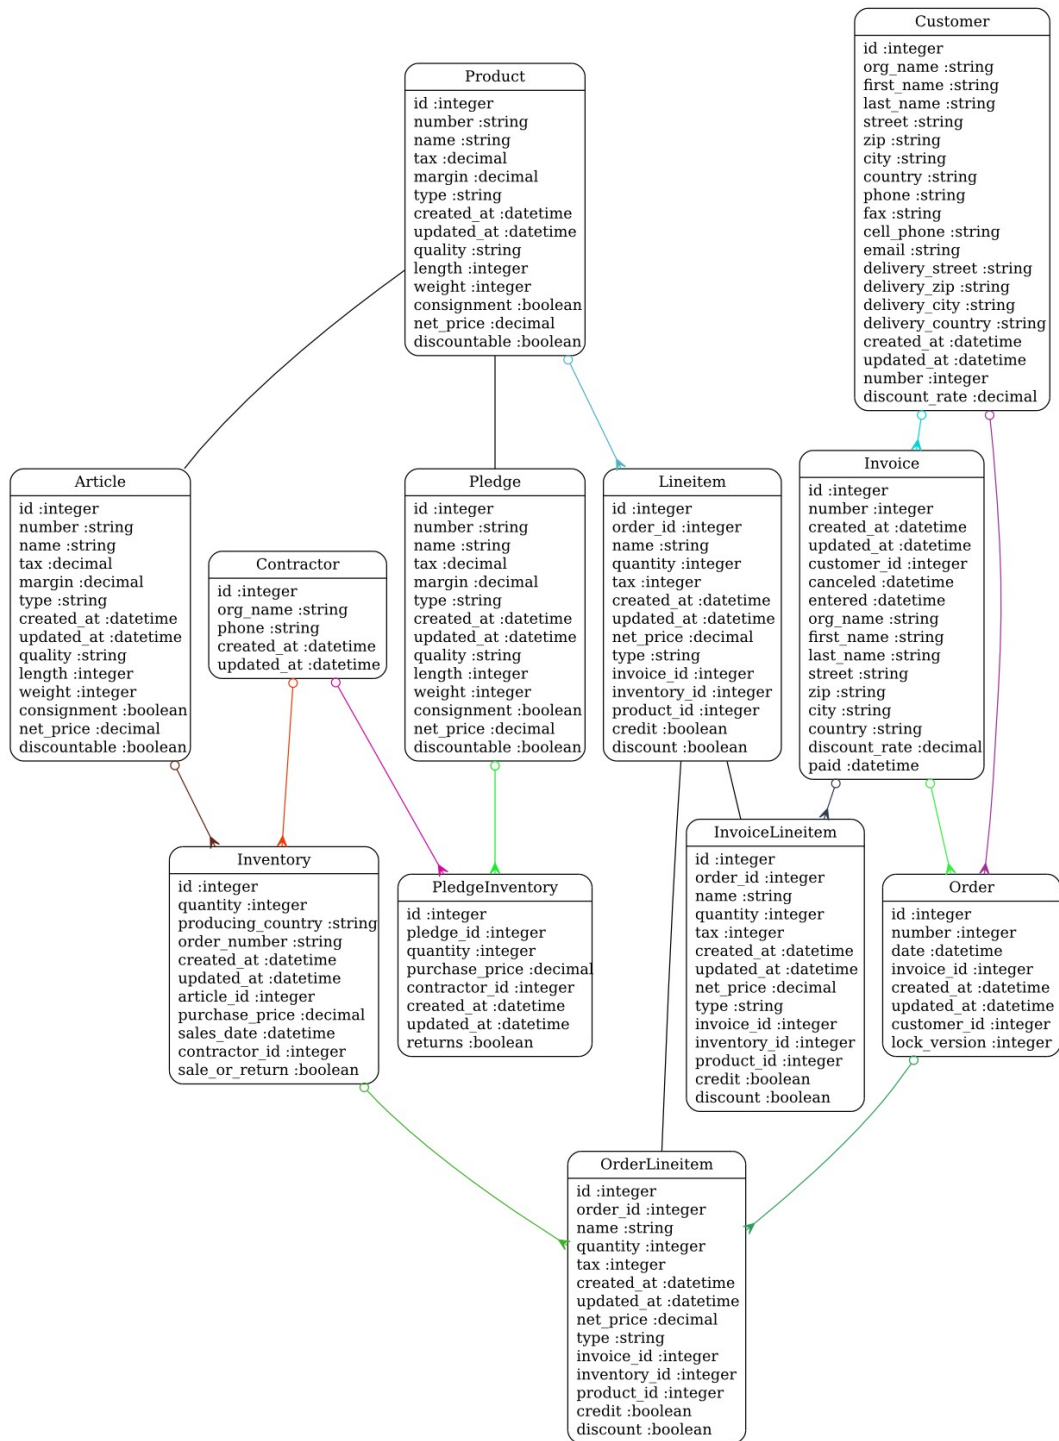 Customer
id :integer
org_name :string
first_name :string
last_name :string
street :string
zip :string
city :string
country :string
phone :string
fax :string
cell_phone :string
email :string
delivery_street :string
delivery_zip :string
delivery_city :string
delivery_country :string
created_at :datetime
updated_at :datetime
number :integer
discount_rate :decimal
Product
id :integer
number :string
name :string
tax :decimal
margin :decimal
type :string
created_at :datetime
updated_at :datetime
quality :string
length :integer
weight :integer
consignment :boolean
net_price :decimal
discountable :boolean
Article
id :integer
number :string
name :string
tax :decimal
margin :decimal
type :string
created_at :datetime
updated_at :datetime
quality :string
length :integer
weight :integer
consignment :boolean
net_price :decimal
discountable :boolean
Contractor
id :integer
org_name :string
phone :string
created_at :datetime
updated_at :datetime
Pledge
id :integer
number :string
name :string
tax :decimal
margin :decimal
type :string
created_at :datetime
updated_at :datetime
quality :string
length :integer
weight :integer
consignment :boolean
net_price :decimal
discountable :boolean
Lineitem
id :integer
order_id :integer
name :string
quantity :integer
tax :integer
created_at :datetime
updated_at :datetime
net_price :decimal
type :string
invoice_id :integer
inventory_id :integer
product_id :integer
credit :boolean
discount :boolean
Invoice
id :integer
number :integer
created_at :datetime
updated_at :datetime
customer_id :integer
canceled :datetime
entered :datetime
org_name :string
first_name :string
last_name :string
street :string
zip :string
city :string
country :string
discount_rate :decimal
paid :datetime
Inventory
id :integer
quantity :integer
producing_country :string
order_number :string
created_at :datetime
updated_at :datetime
article_id :integer
purchase_price :decimal
sales_date :datetime
contractor_id :integer
sale_or_return :boolean
PledgeInventory
id :integer
pledge_id :integer
quantity :integer
purchase_price :decimal
contractor_id :integer
created_at :datetime
updated_at :datetime
returns :boolean
InvoiceLineitem
id :integer
order_id :integer
name :string
quantity :integer
tax :integer
created_at :datetime
updated_at :datetime
net_price :decimal
type :string
invoice_id :integer
inventory_id :integer
product_id :integer
credit :boolean
discount :boolean
Order
id :integer
number :integer
date :datetime
invoice_id :integer
created_at :datetime
updated_at :datetime
customer_id :integer
lock_version :integer
OrderLineitem
id :integer
order_id :integer
name :string
quantity :integer
tax :integer
created_at :datetime
updated_at :datetime
net_price :decimal
type :string
invoice_id :integer
inventory_id :integer
product_id :integer
credit :boolean
discount :boolean